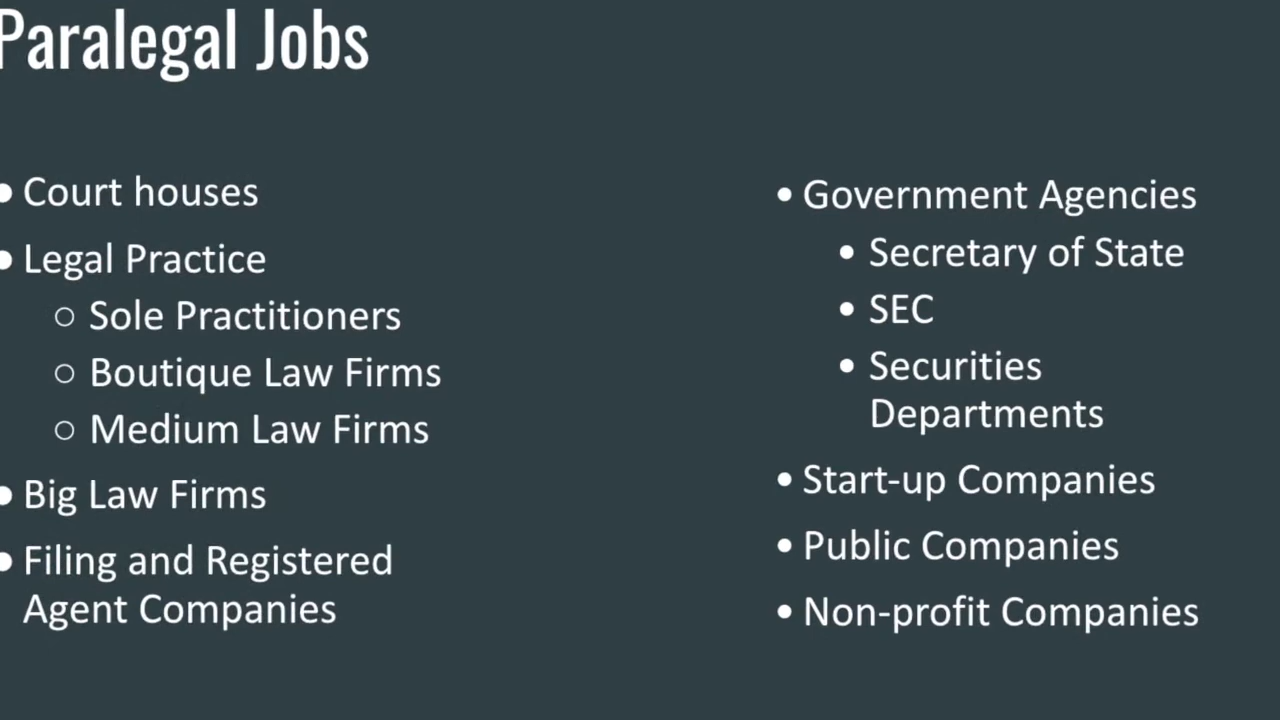 Paralegal Jobs
• Court houses
• Legal Practice
○ Sole Practitioners
○ Boutique Law Firms
○ Medium Law Firms
• Big Law Firms
• Filing and Registered
Agent Companies
• Government Agencies
• Secretary of State
• SEC
• Securities
Departments
• Start-up Companies
• Public Companies
• Non-profit Companies